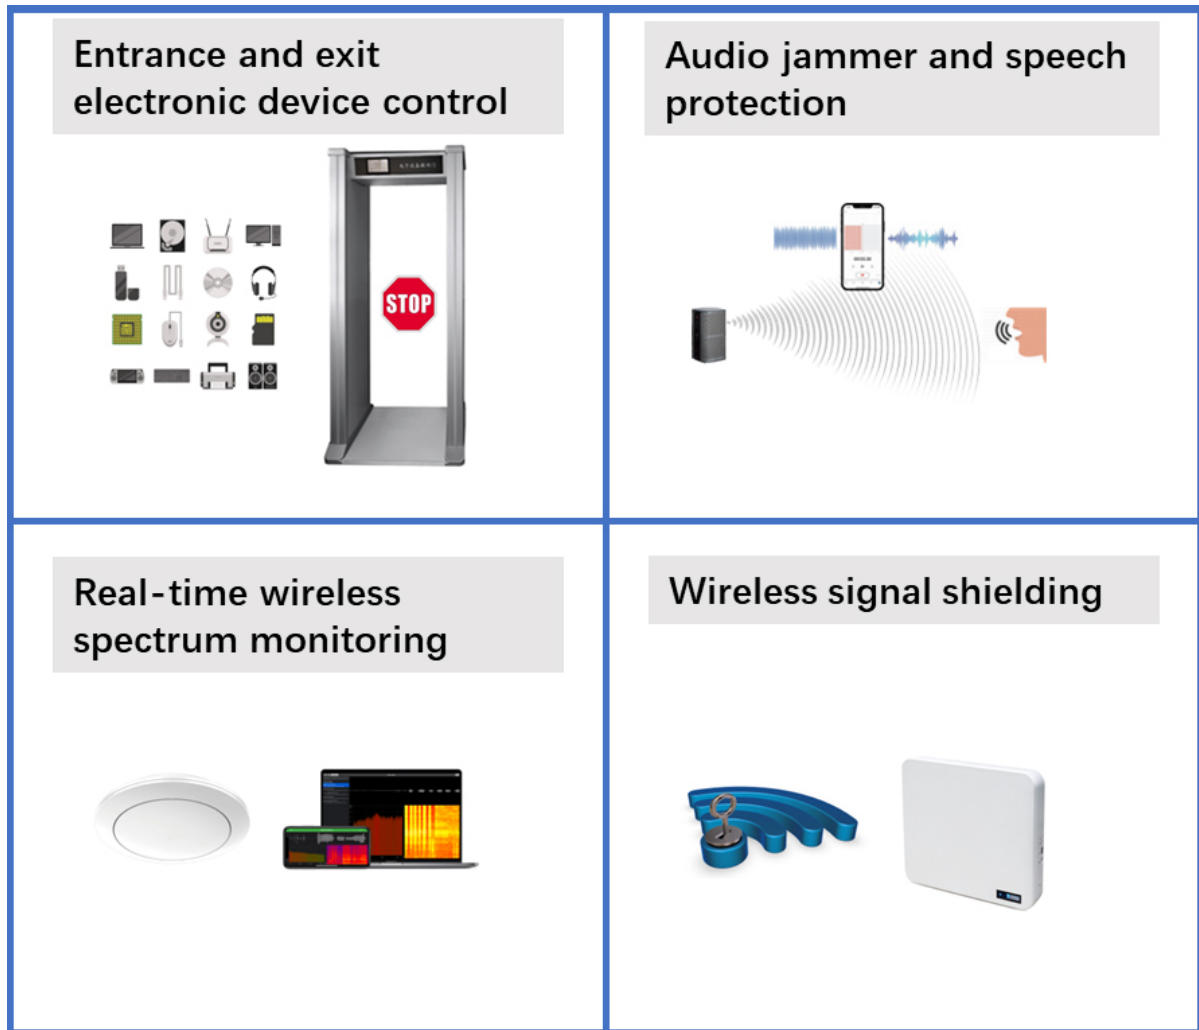 Entrance and exit
electronic device control
Audio jammer and speech
protection
STOP
Real-time wireless
spectrum monitoring
Wireless signal shielding